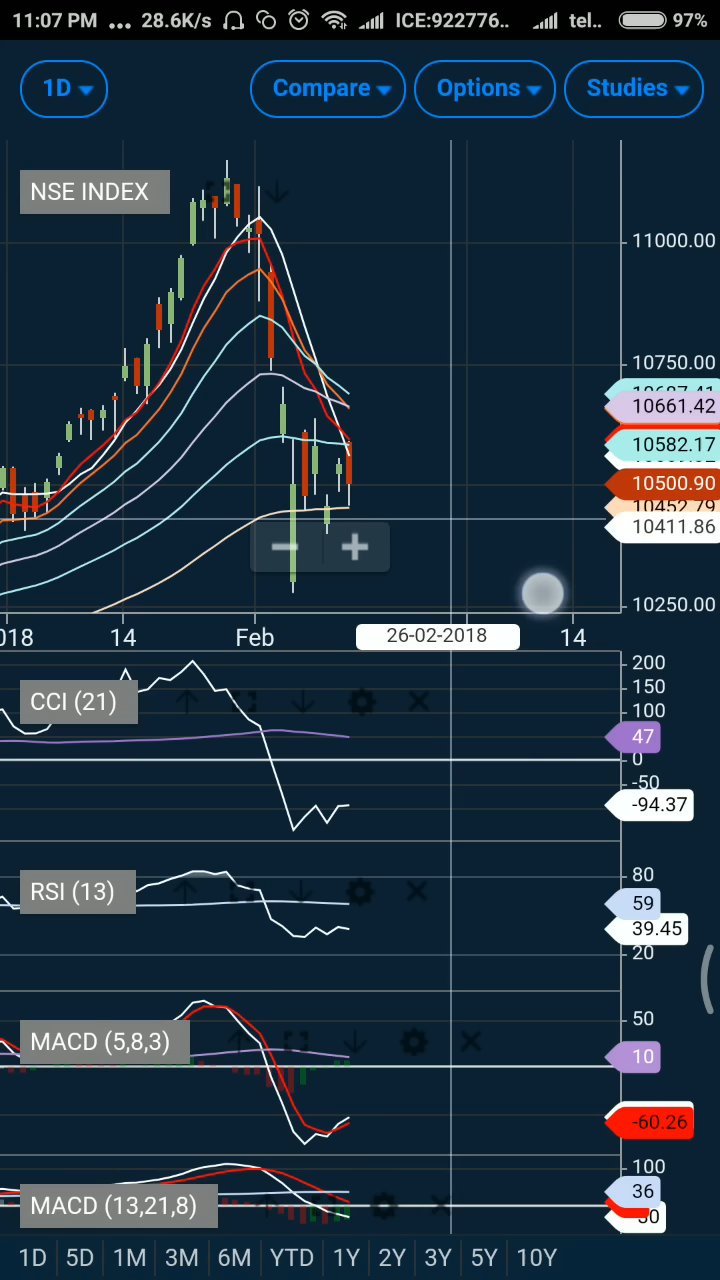 11:07 PM ... 28.6K/s ICE:922776.. tel.. 97%
1D Compare Options Studies
NSE INDEX
11000.00
10750.00
10661.42
10582.17
10500.90
10452.79
10411.86
10250.00
018 14 Feb 26-02-2018 14
200
150
CCI (21)
100
47
0
-50
-94.37
80
RSI (13)
59
39.45
20
50
MACD (5,8,3)
10
-60.26
100
36
MACD (13,21,8)
1D 5D 1M 3M 6M YTD 1Y 2Y 3Y 5Y 10Y